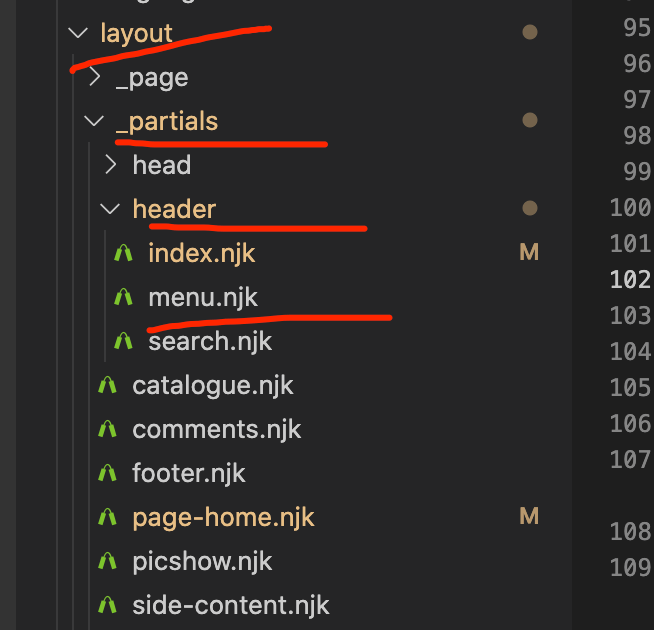 layout
95
96
_page
97
_partials
98
head
99
header
100
101
index.njk M
102
menu.njk
103
search.njk
104
catalogue.njk
105
comments.njk
106
footer.njk
107
page-home.njk M
108
picshow.njk
109
side-content.njk